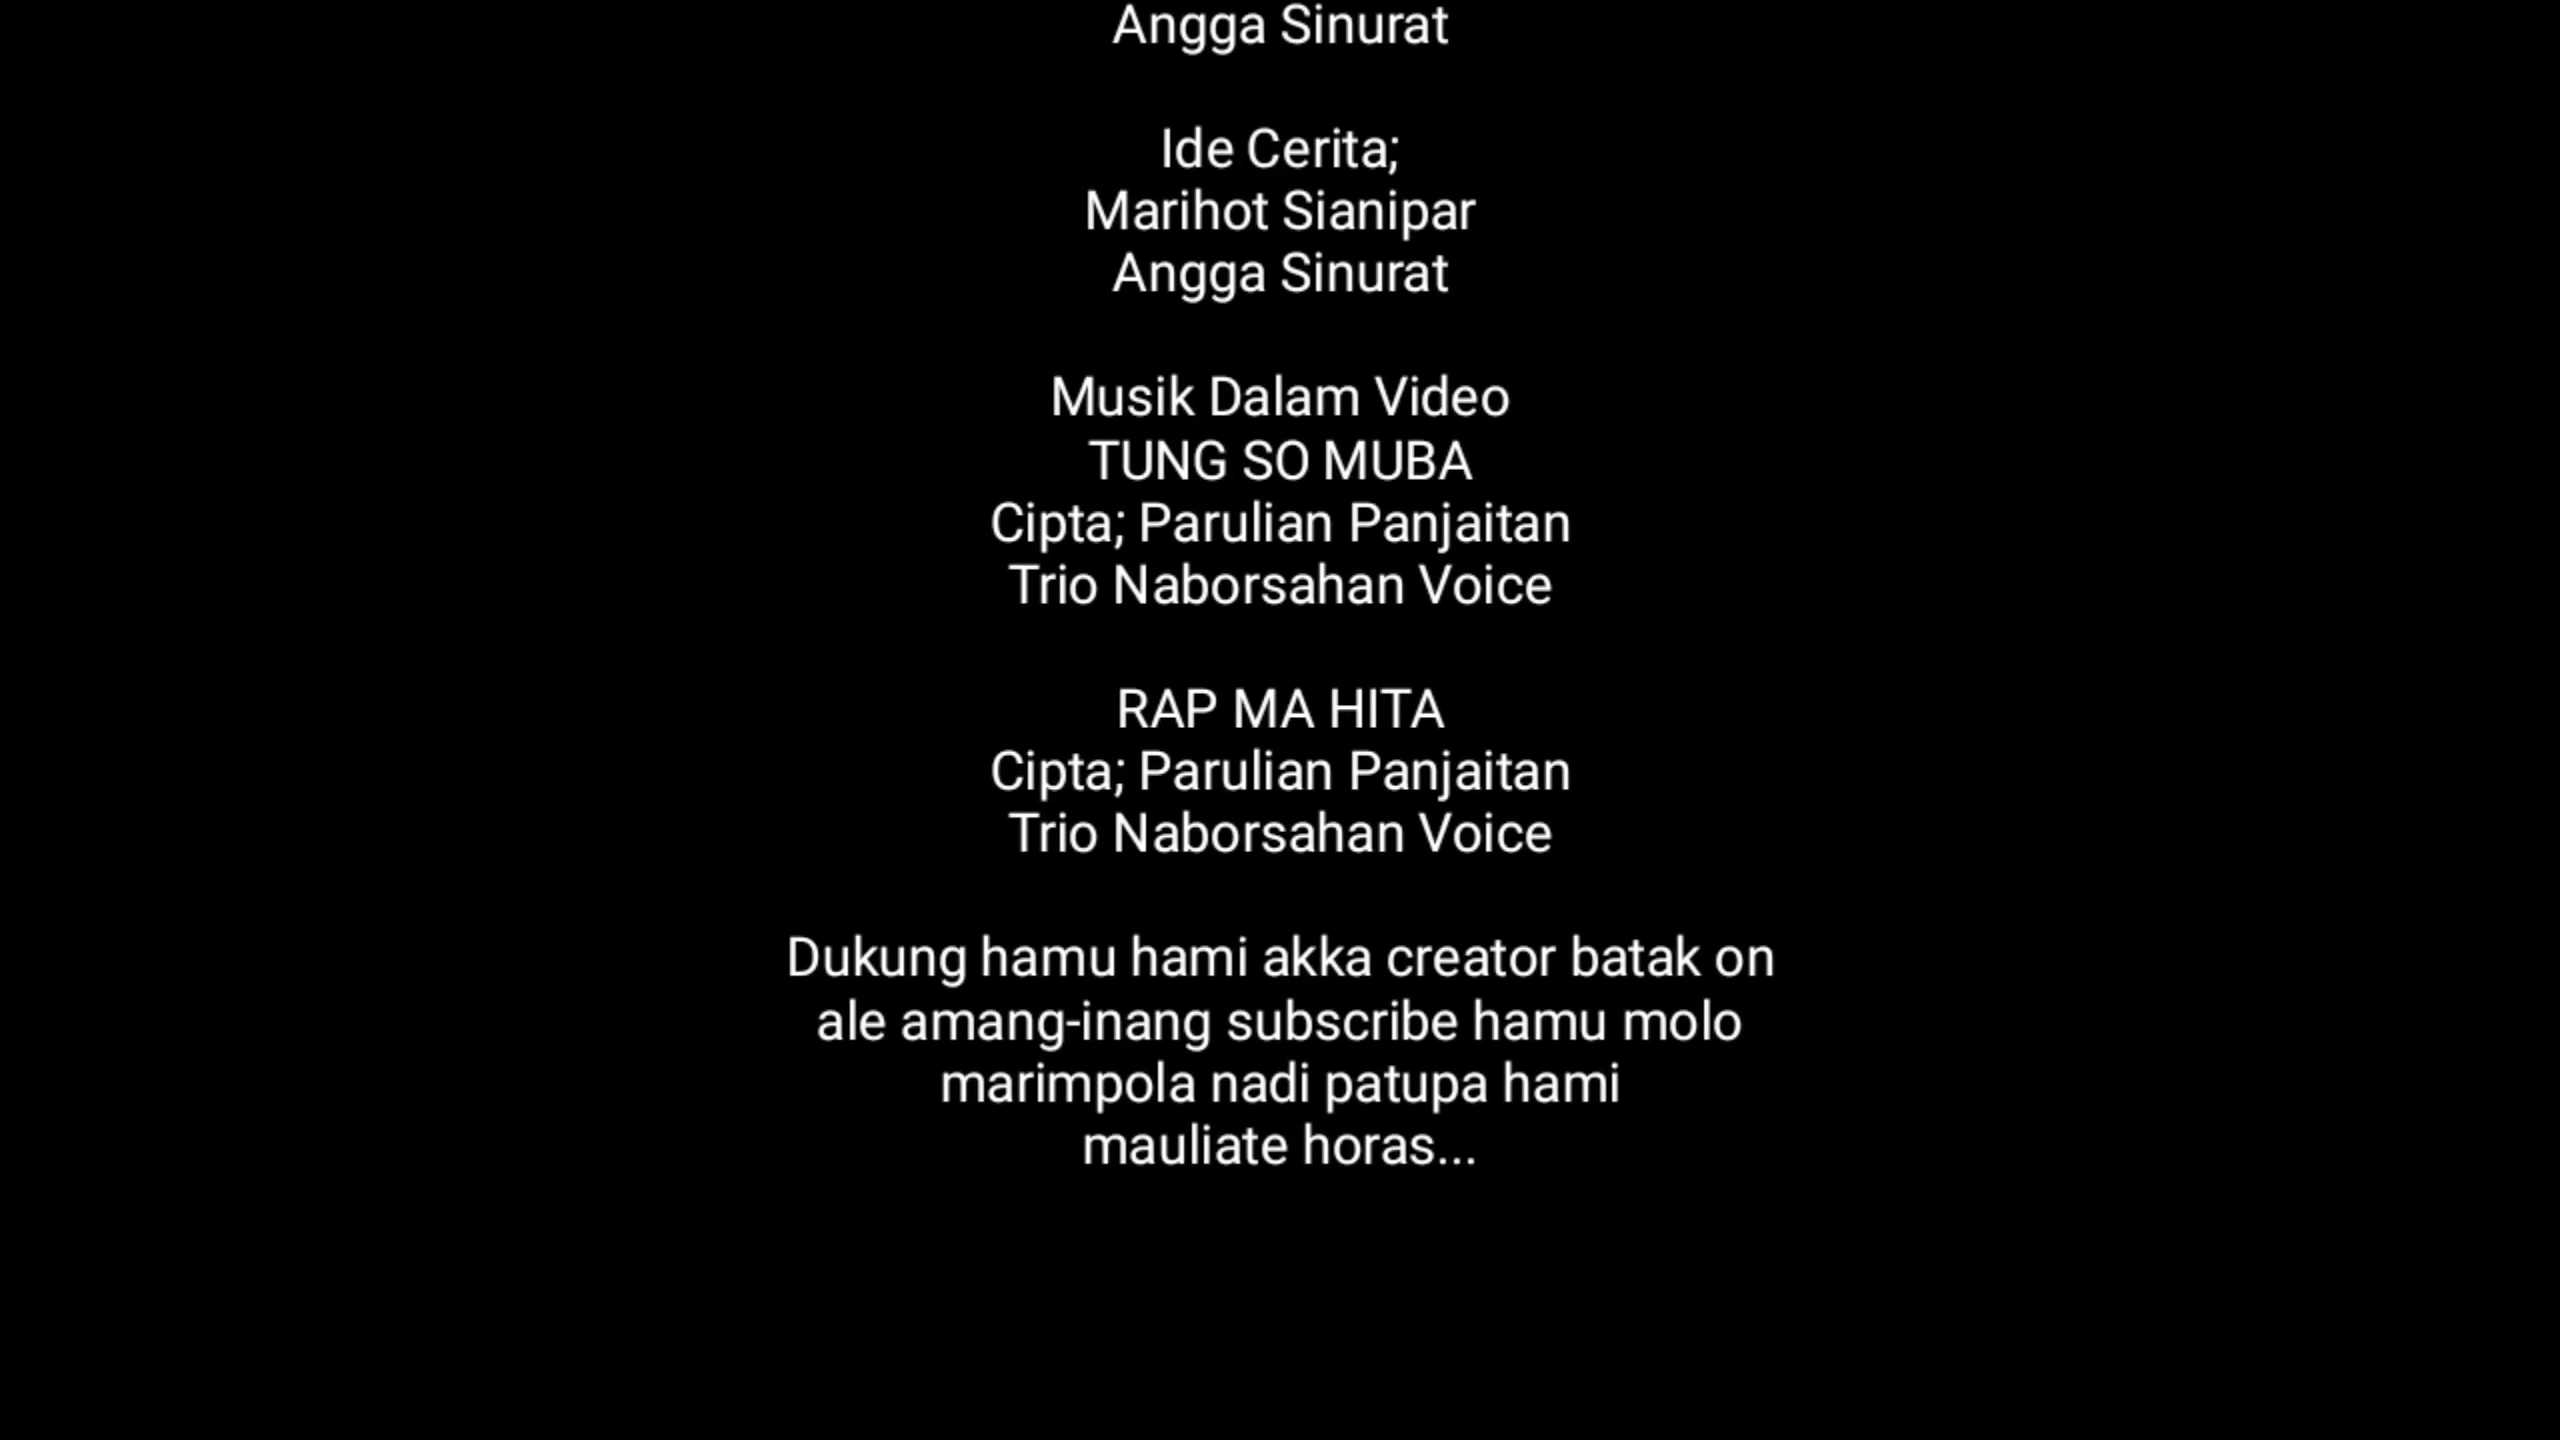 Angga Sinurat
Ide Cerita;
Marihot Sianipar
Angga Sinurat
Musik Dalam Video
TUNG SO MUBA
Cipta; Parulian Panjaitan
Trio Naborsahan Voice
RAP MA HITA
Cipta; Parulian Panjaitan
Trio Naborsahan Voice
Dukung hamu hami akka creator batak on
ale amang-inang subscribe hamu molo
marimpola nadi patupa hami
mauliate horas...